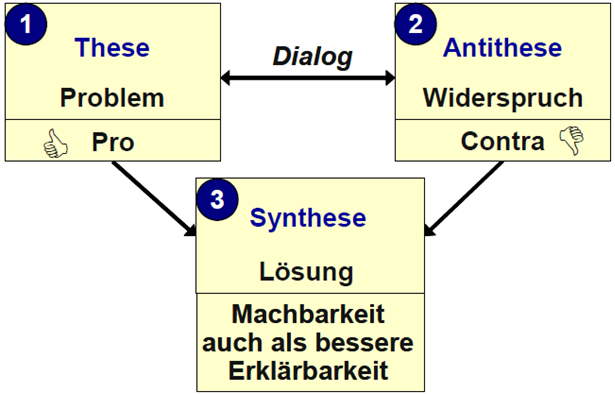 1
These
Problem
Pro
Dialog
2
Antithese
Widerspruch
Contra
3
Synthese
Lösung
Machbarkeit
auch als bessere
Erklärbarkeit